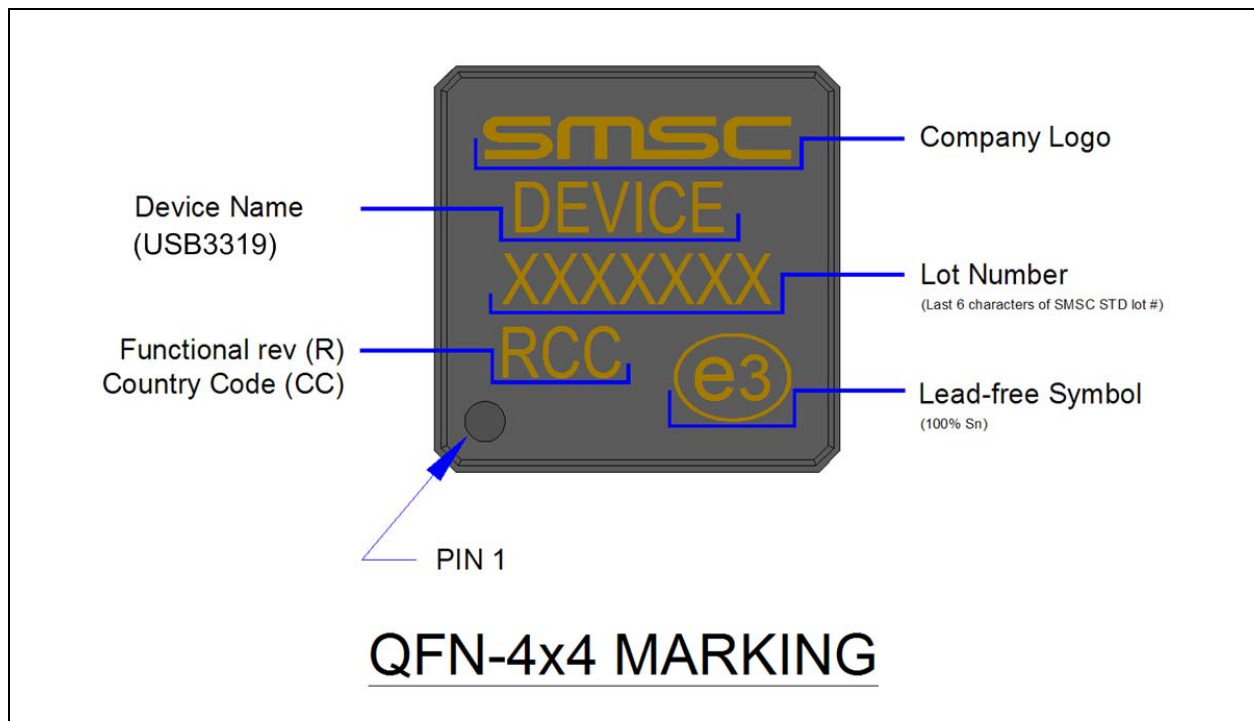 SMSC
Company Logo
Device Name
(USB3319)
DEVICE
XXXXXXX
Lot Number
(Last 6 characters of SMSC STD lot #)
Functional rev (R)
Country Code (CC)
RCC
e3
Lead-free Symbol
(100% Sn)
PIN 1
QFN-4x4 MARKING